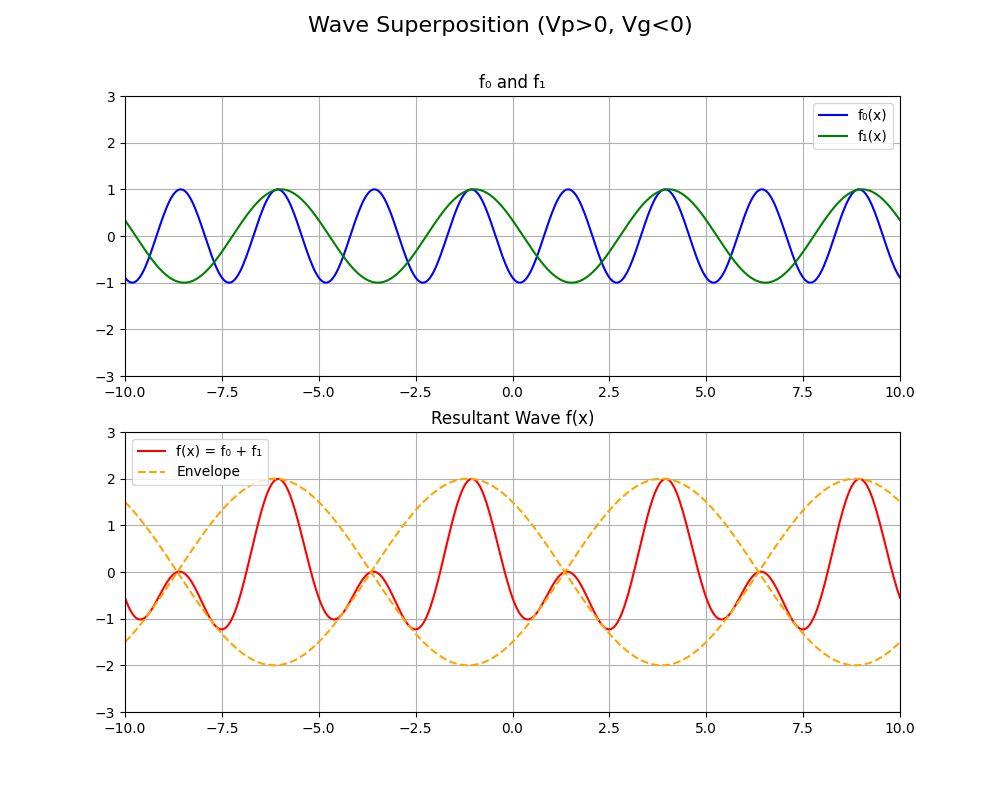 Wave Superposition (Vp>0, Vg<0)
f₀ and f₁
3
2
1
0
−1
−2
−3
f₀(x)
f₁(x)
−10.0 −7.5 −5.0 −2.5 0.0 2.5 5.0 7.5 10.0
Resultant Wave f(x)
3
2
1
0
−1
−2
−3
f(x) = f₀ + f₁
Envelope
−10.0 −7.5 −5.0 −2.5 0.0 2.5 5.0 7.5 10.0